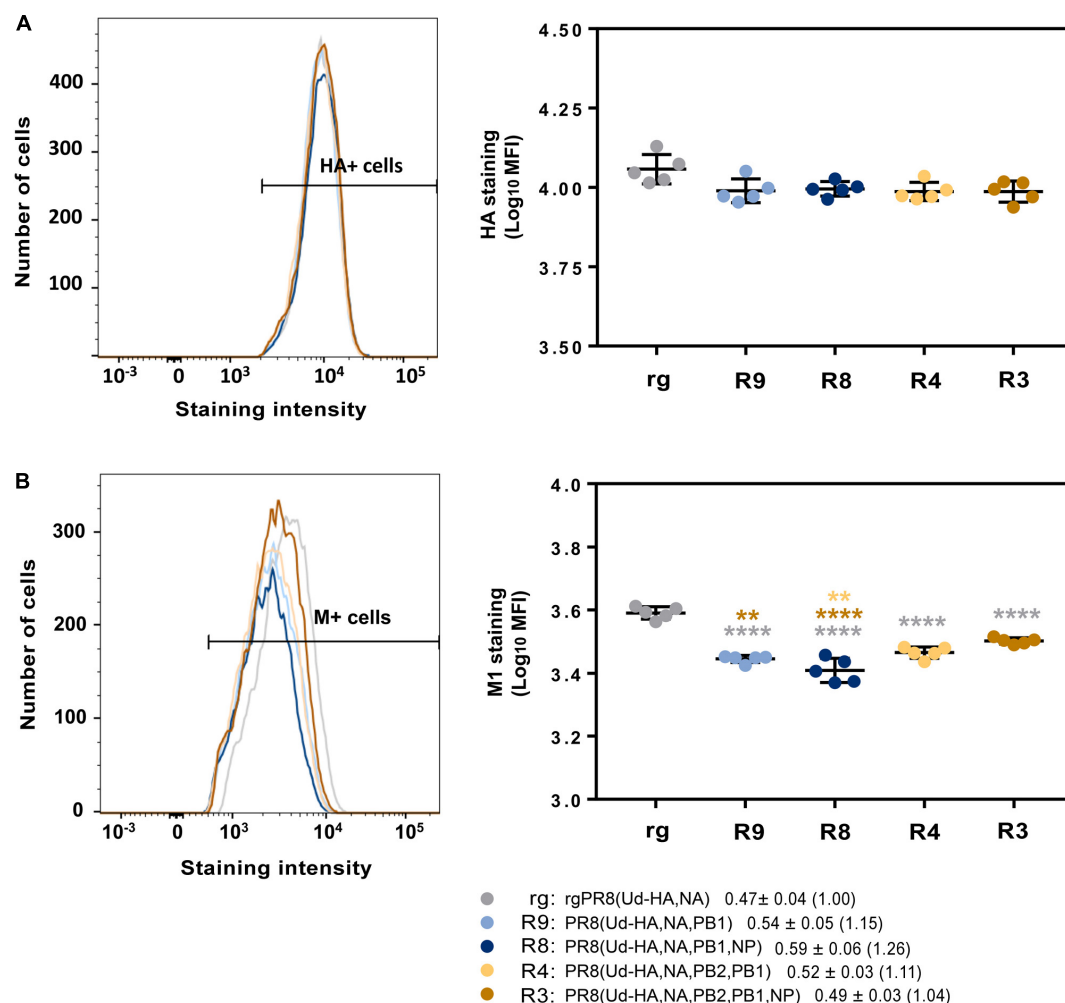 A
Number of cells
400
300
200
100
HA+ cells
10-3 0 103 104 105
Staining intensity
HA staining
(Log10 MFI)
4.50
4.25
4.00
3.75
3.50
rg R9 R8 R4 R3
B
Number of cells
300
200
100
0
M+ cells
10-3 0 103 104 105
Staining intensity
M1 staining
(Log10 MFI)
4.0
3.8
3.6
3.4
3.2
3.0
**
** ****
**** **** **** ****
rg R9 R8 R4 R3
rg: rgPR8(Ud-HA,NA) 0.47± 0.04 (1.00)
R9: PR8(Ud-HA,NA,PB1) 0.54 ± 0.05 (1.15)
R8: PR8(Ud-HA,NA,PB1,NP) 0.59 ± 0.06 (1.26)
R4: PR8(Ud-HA,NA,PB2,PB1) 0.52 ± 0.03 (1.11)
R3: PR8(Ud-HA,NA,PB2,PB1,NP) 0.49 ± 0.03 (1.04)